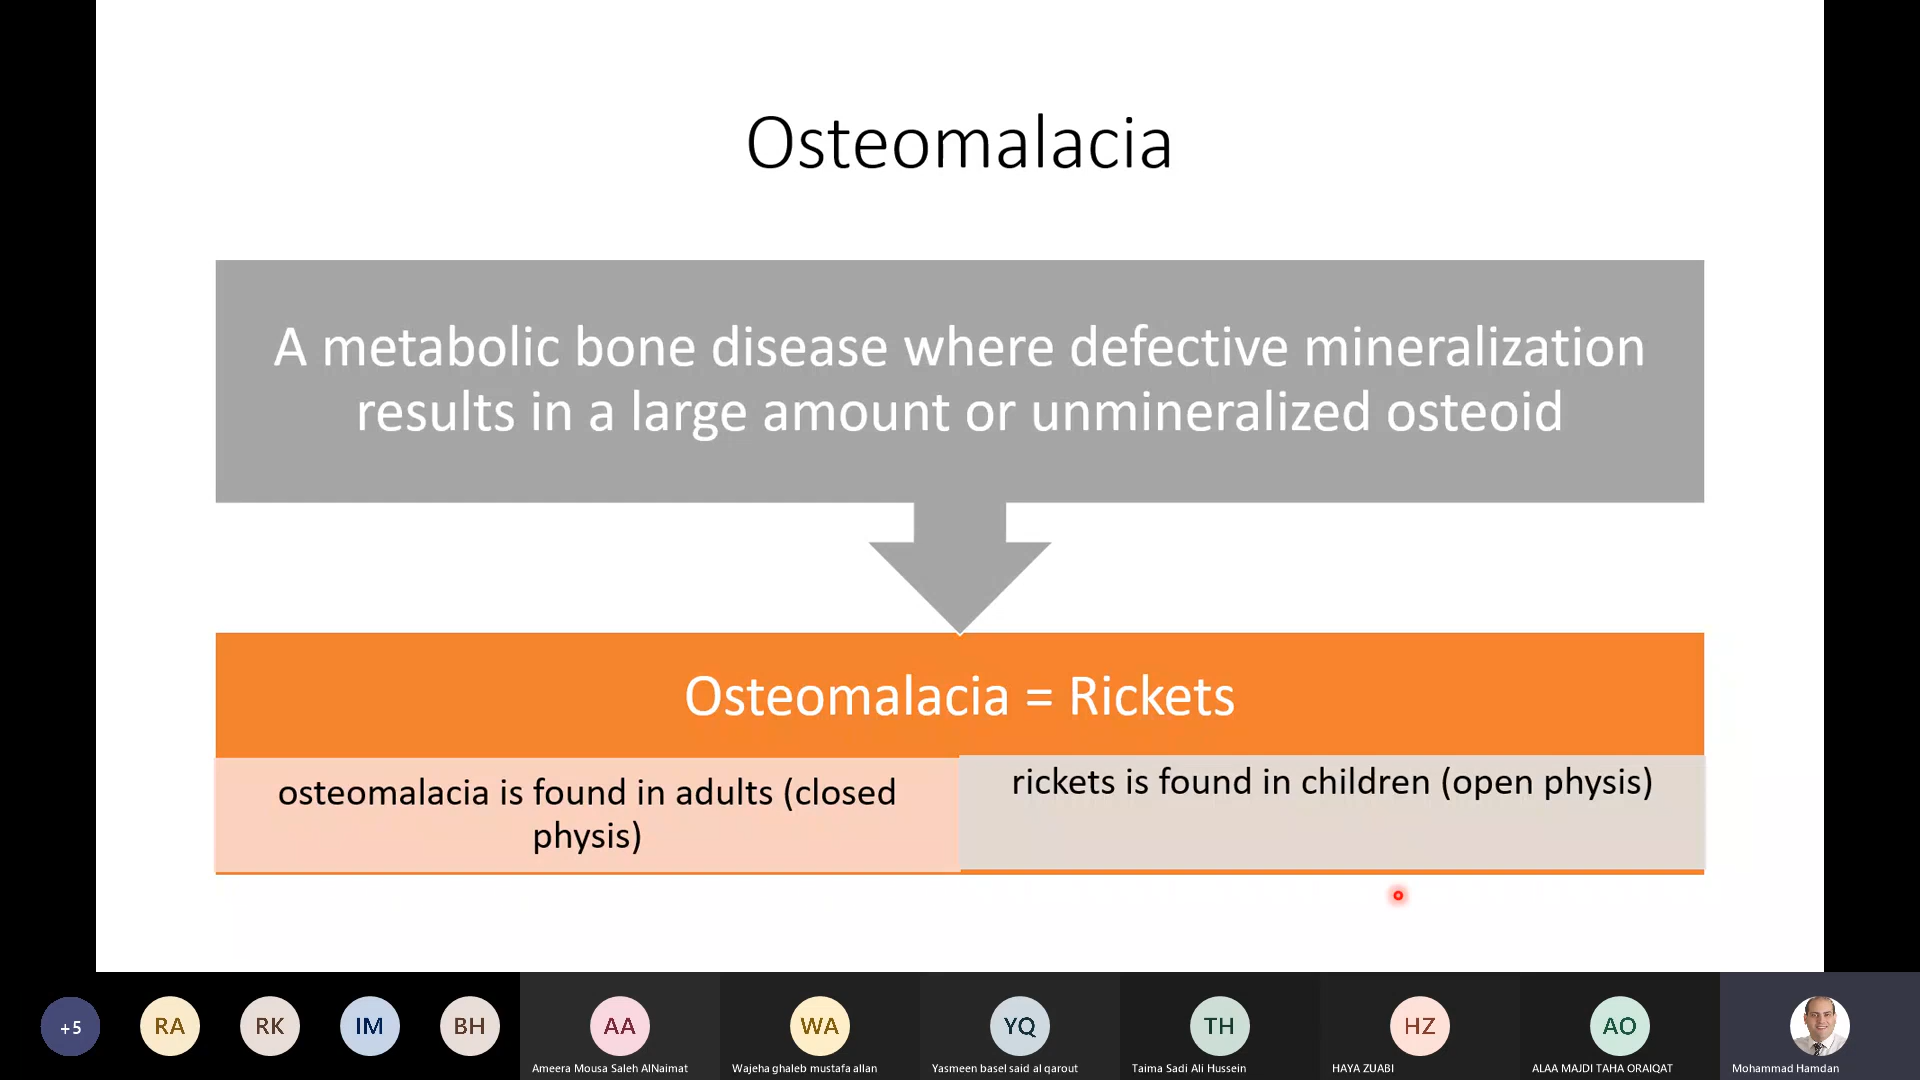 Osteomalacia
A metabolic bone disease where defective mineralization
results in a large amount or unmineralized osteoid
Osteomalacia = Rickets
osteomalacia is found in adults (closed
physis)
rickets is found in children (open physis)
+5
RA
RK
IM
BH
AA
WA
YQ
TH
HZ
AO
Ameera Mousa Saleh AlNaimat
Wajeha ghaleb mustafa allan
Yasmeen basel said al qarout
Taima Sadi Ali Hussein
HAYA ZUABI
ALAA MAJDI TAHA ORAIQAT
Mohammad Hamdan